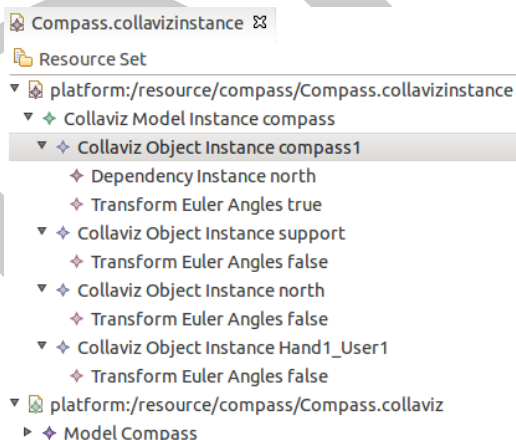 Compass.collavizinstance
Resource Set
platform:/resource/compass/Compass.collavizinstance
Collaviz Model Instance compass
Collaviz Object Instance compass1
Dependency Instance north
Transform Euler Angles true
Collaviz Object Instance support
Transform Euler Angles false
Collaviz Object Instance north
Transform Euler Angles false
Collaviz Object Instance Hand1_User1
Transform Euler Angles false
platform:/resource/compass/Compass.collaviz
Model Compass